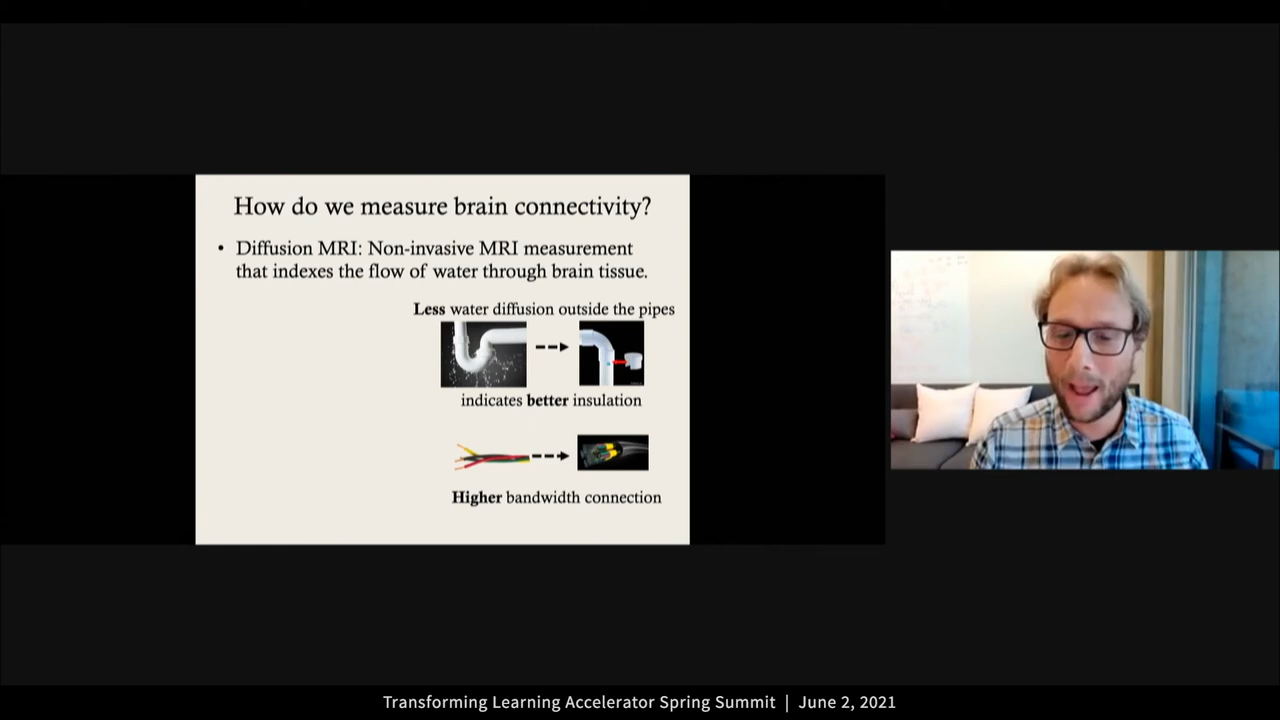 How do we measure brain connectivity?
• Diffusion MRI: Non-invasive MRI measurement
that indexes the flow of water through brain tissue.
Less water diffusion outside the pipes
indicates better insulation
Higher bandwidth connection
Transforming Learning Accelerator Spring Summit | June 2, 2021